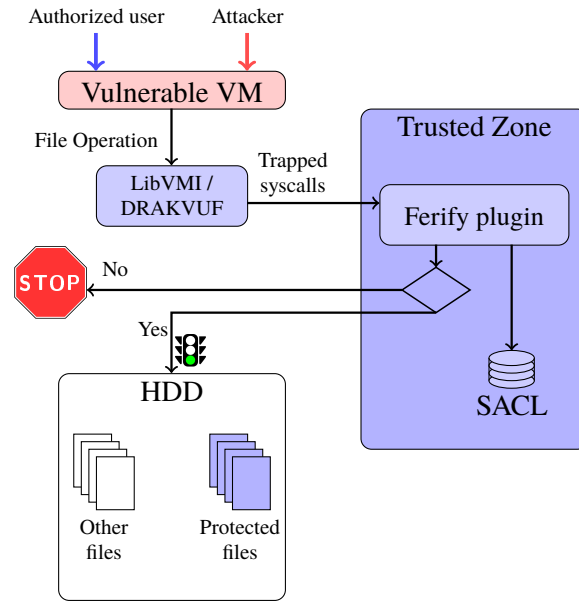 Authorized user
Attacker
Vulnerable VM
File Operation
Trusted Zone
LibVMI /
DRAKVUF
Trapped
syscalls
Ferify plugin
STOP
No
Yes
HDD
SACL
Other
files
Protected
files